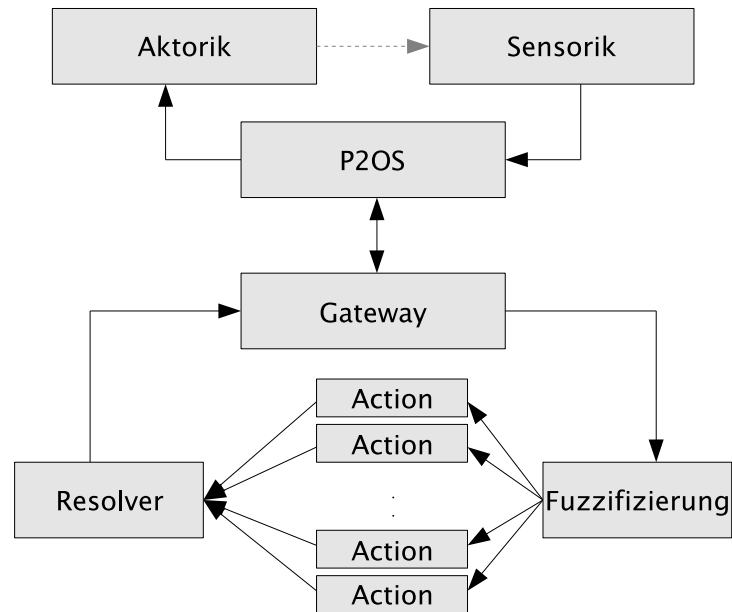 Aktorik
Sensorik
P2OS
Gateway
Action
Action
Resolver
Fuzzifizierung
Action
Action